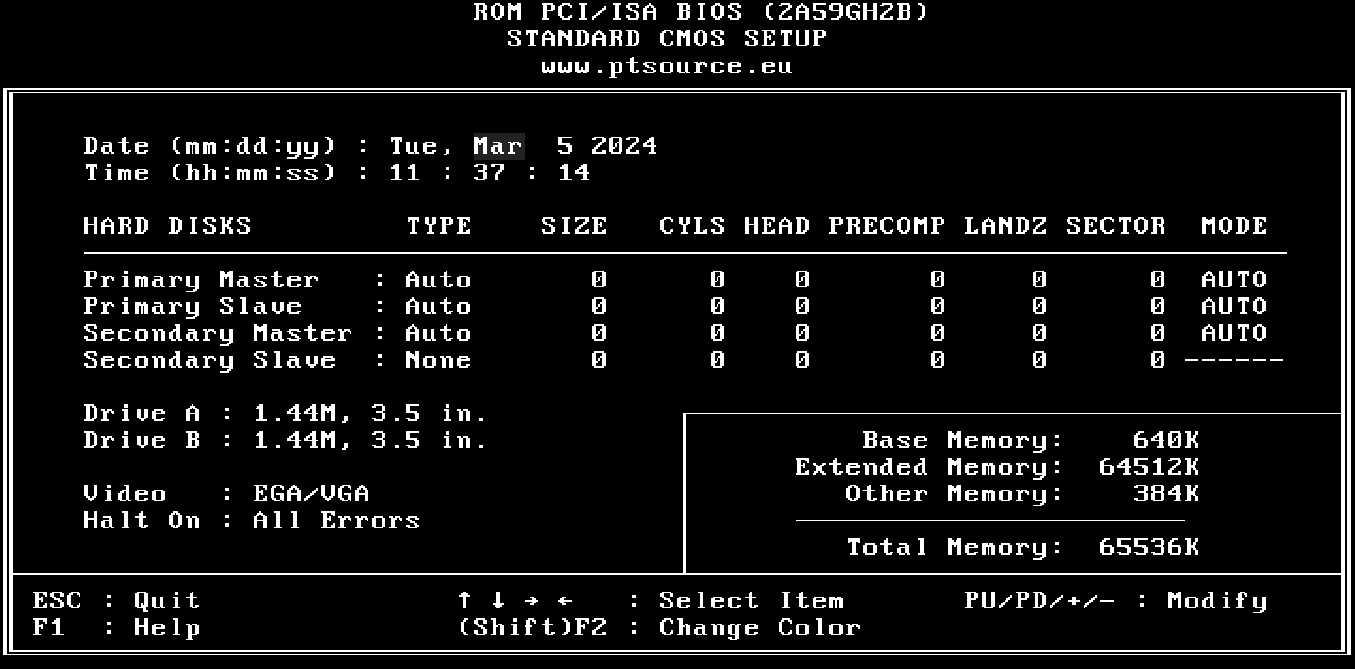 ROM PCI/ISA BIOS (2A59GH2B)
STANDARD CMOS SETUP
www.ptsource.eu
Date (mm:dd:yy) : Tue, Mar  5 2024
Time (hh:mm:ss) : 11 : 37 : 14
HARD DISKS TYPE SIZE CYLS HEAD PRECOMP LANDZ SECTOR MODE
Primary Master : Auto 0 0 0 0 0 0 AUTO
Primary Slave : Auto 0 0 0 0 0 0 AUTO
Secondary Master : Auto 0 0 0 0 0 0 AUTO
Secondary Slave : None 0 0 0 0 0 0 ------
Drive A : 1.44M, 3.5 in.
Drive B : 1.44M, 3.5 in.
Video : EGA/VGA
Halt On : All Errors
Base Memory: 640K
Extended Memory: 64512K
Other Memory: 384K
Total Memory: 65536K
ESC : Quit ↑ ↓ → ← : Select Item PU/PD/+/- : Modify
F1 : Help (Shift)F2 : Change Color